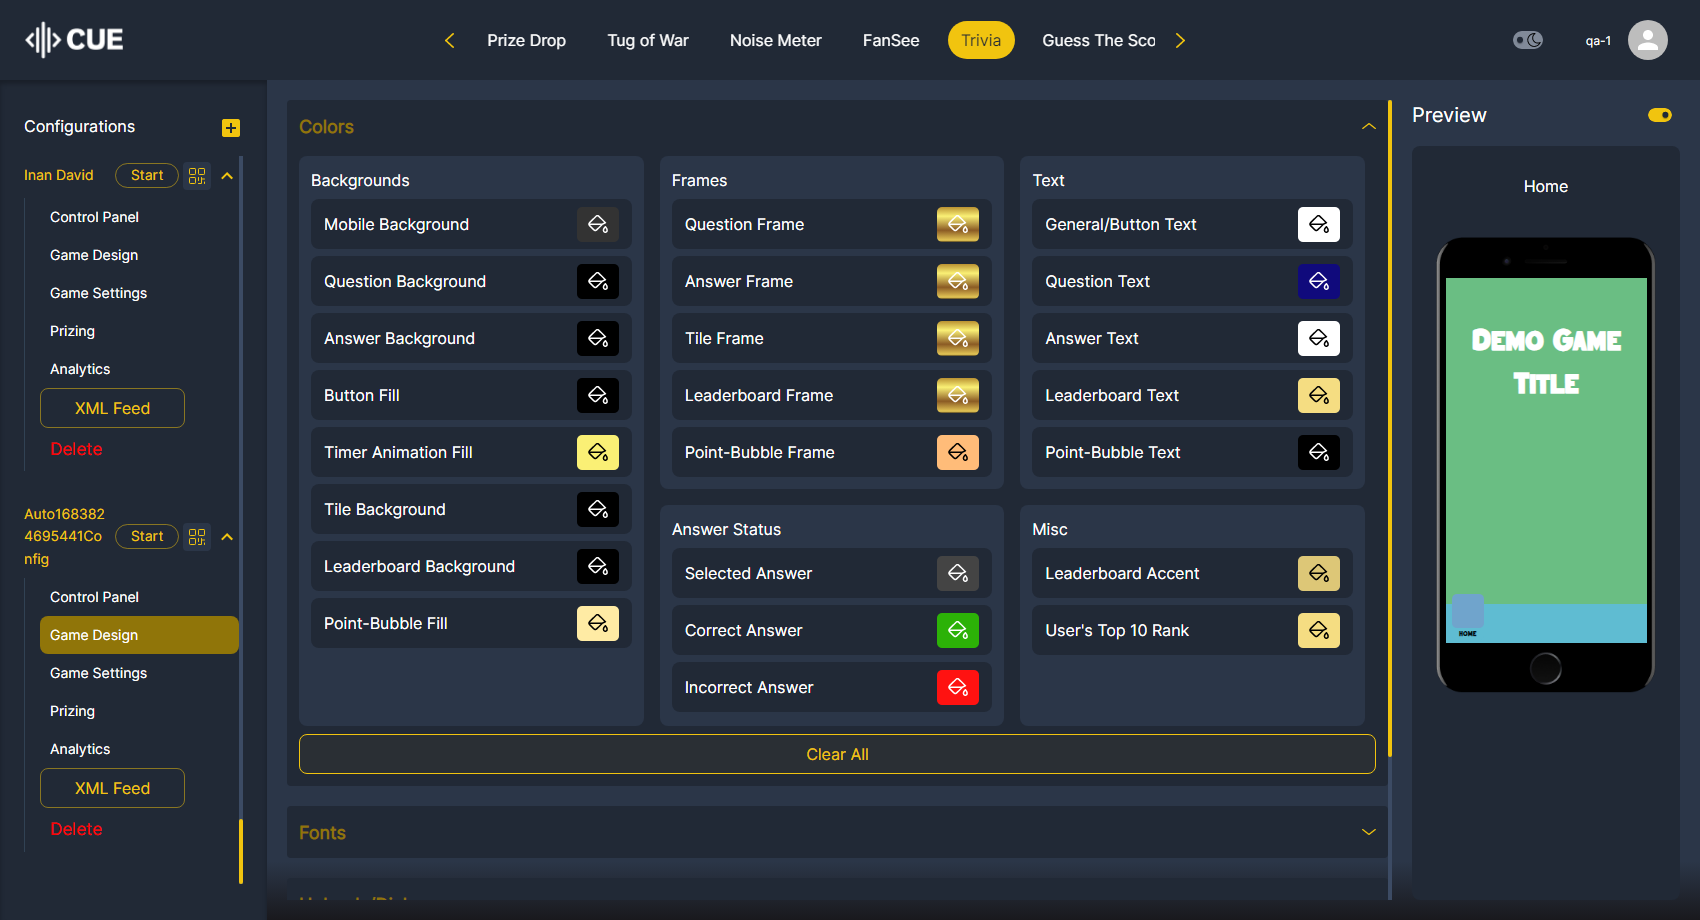 CUE
Prize Drop
Tug of War
Noise Meter
FanSee
Trivia
Guess The Sco
qa-1
Configurations
Inan David
Start
Control Panel
Game Design
Game Settings
Prizing
Analytics
XML Feed
Delete
Auto168382
4695441Co
nfig
Start
Control Panel
Game Design
Game Settings
Prizing
Analytics
XML Feed
Delete
Colors
Backgrounds
Mobile Background
Question Background
Answer Background
Button Fill
Timer Animation Fill
Tile Background
Leaderboard Background
Point-Bubble Fill
Frames
Question Frame
Answer Frame
Tile Frame
Leaderboard Frame
Point-Bubble Frame
Text
General/Button Text
Question Text
Answer Text
Leaderboard Text
Point-Bubble Text
Answer Status
Selected Answer
Correct Answer
Incorrect Answer
Misc
Leaderboard Accent
User's Top 10 Rank
Clear All
Fonts
Preview
Home
Demo Game
Title
HOME